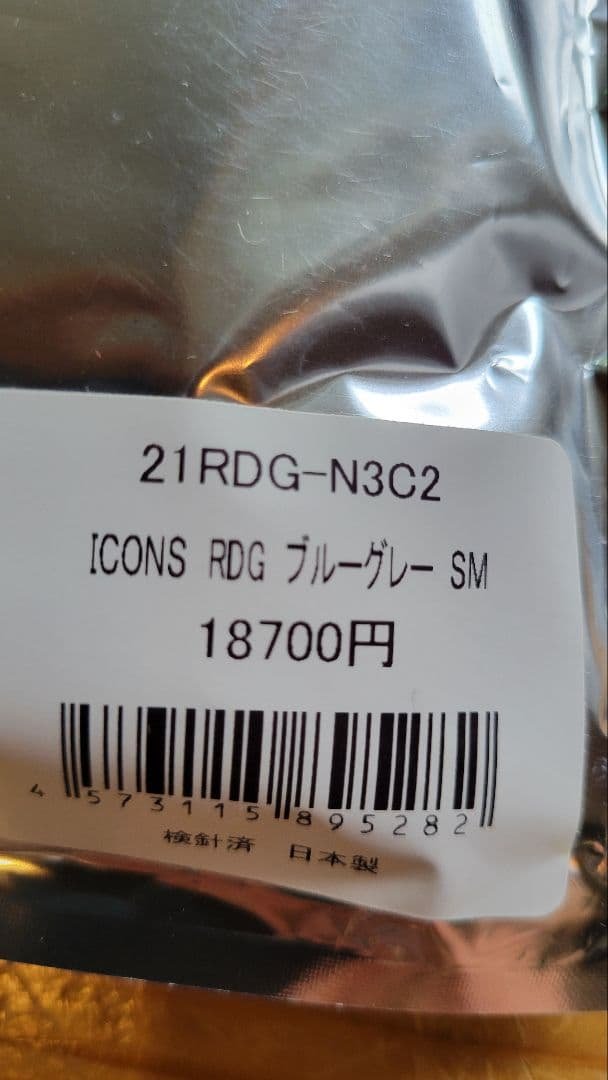 21RDG-N3C2
ICONS RDG ブルーグレー SM
18700円
4 573115 895282
検針済 日本製